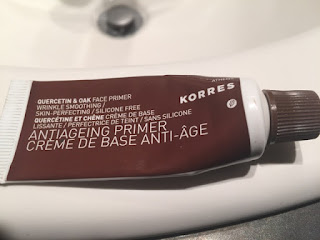 KORRES
QUERCETIN & OAK FACE PRIMER
WRINKLE SMOOTHING /
SKIN-PERFECTING / SILICONE FREE
QUERCÉTINE ET CHÊNE CRÈME DE BASE
LISSANTE / PERFECTRICE DE TEINT / SANS SILICONE
ANTIAGEING PRIMER
CRÈME DE BASE ANTI-ÂGE